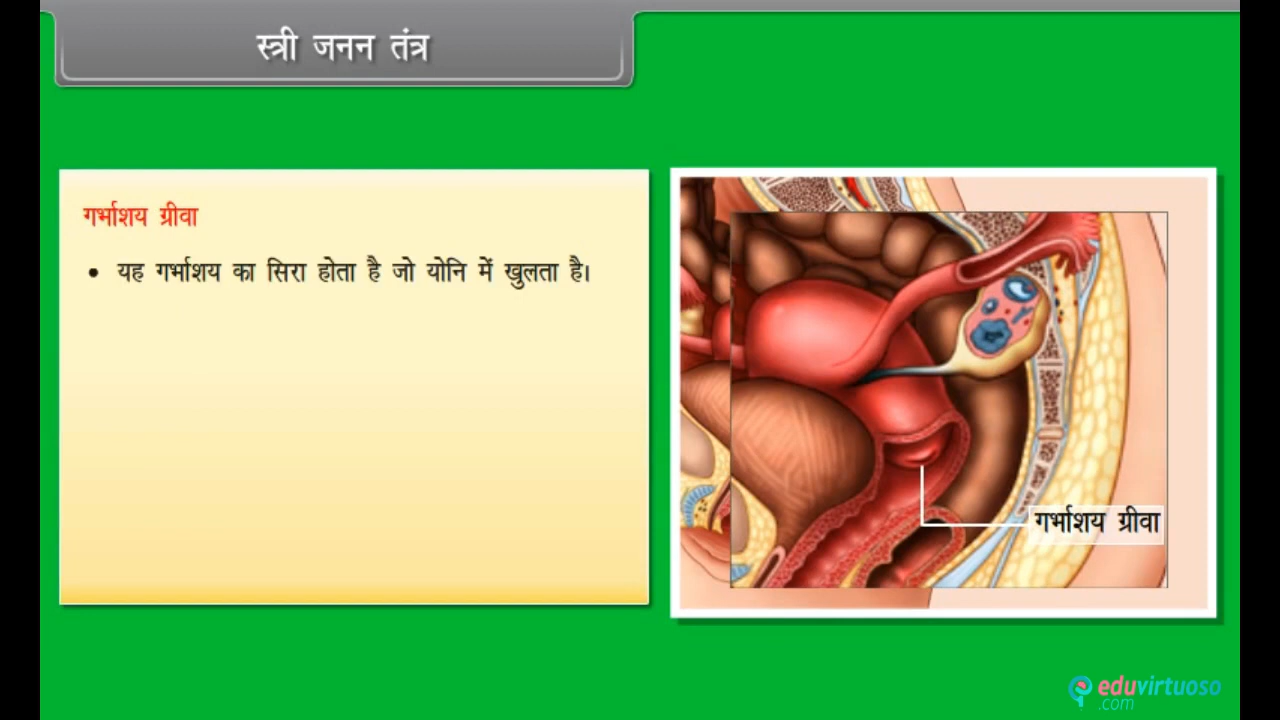 स्त्री जनन तंत्र
गर्भाशय ग्रीवा
• यह गर्भाशय का सिरा होता है जो योनि में खुलता है।
गर्भाशय ग्रीवा
eduvirtuoso
.com